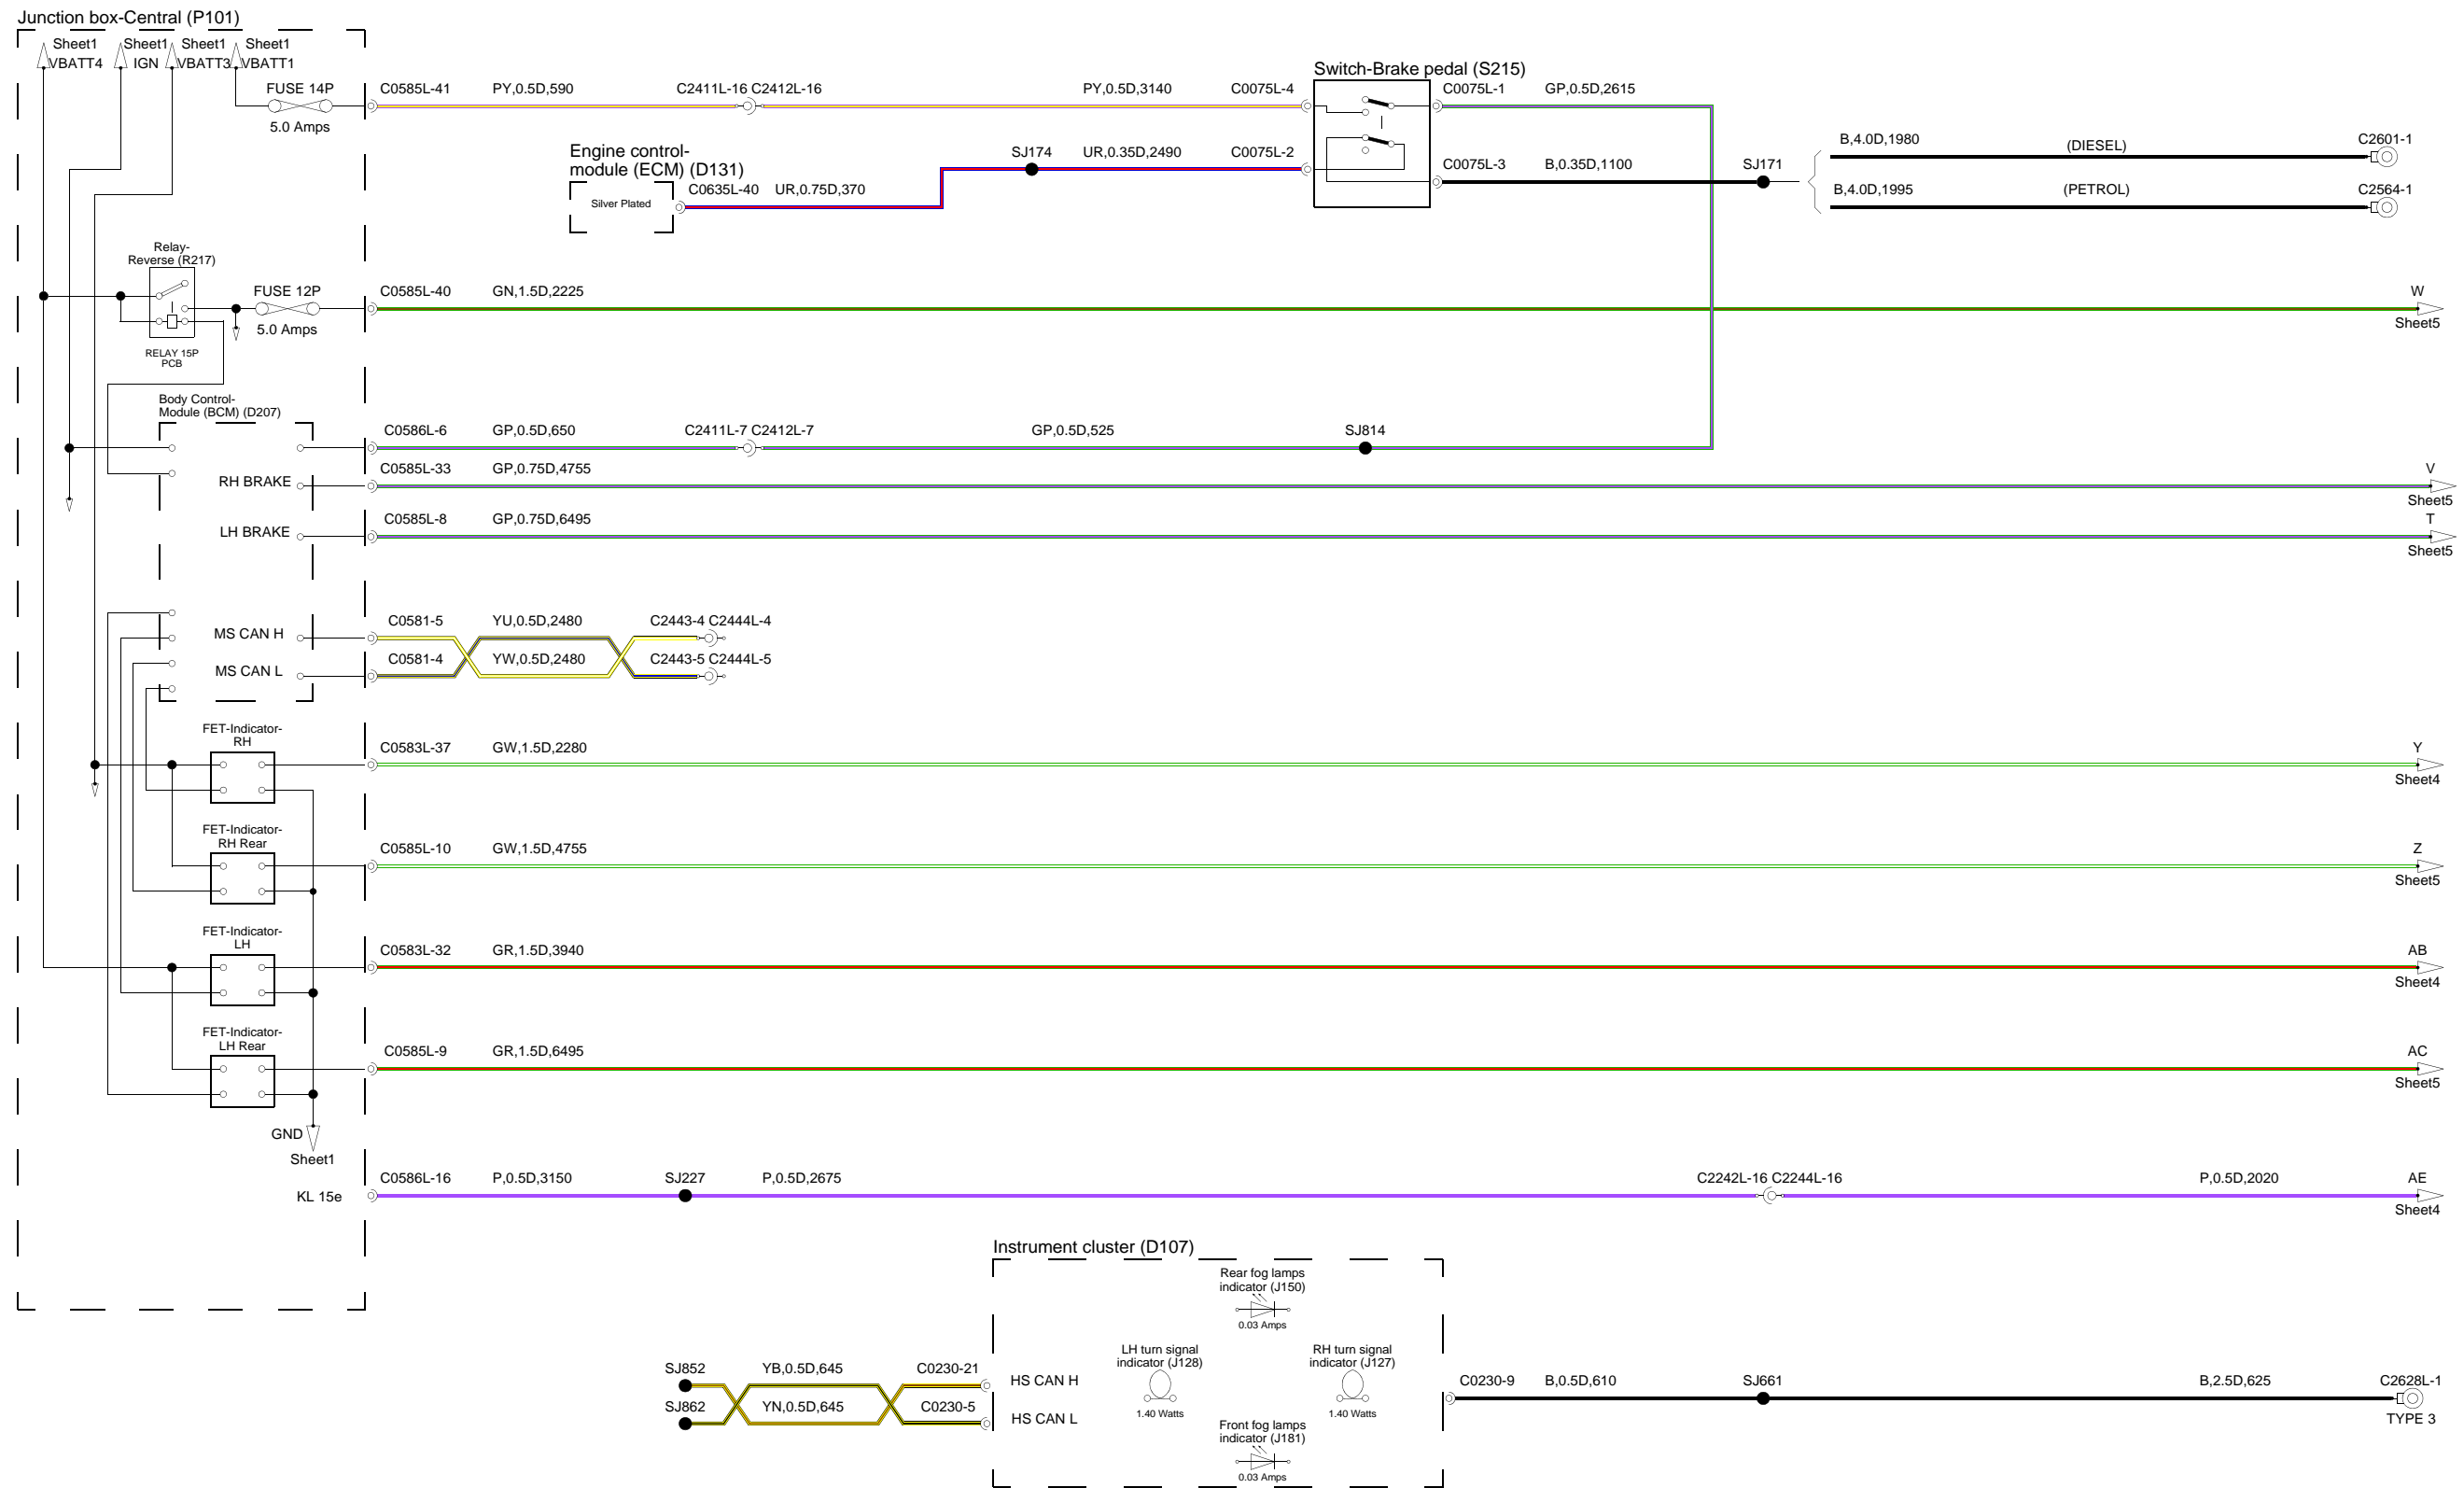 Junction box-Central (P101)
Sheet1 Sheet1 Sheet1 Sheet1
VBATT4 IGN VBATT3 VBATT1
FUSE 14P
5.0 Amps
C0585L-41 PY,0.5D,590 C2411L-16 C2412L-16 PY,0.5D,3140 C0075L-4
Switch-Brake pedal (S215)
C0075L-1 GP,0.5D,2615
Engine control-
module (ECM) (D131)
Silver Plated
C0635L-40 UR,0.75D,370
SJ174 UR,0.35D,2490 C0075L-2
C0075L-3 B,0.35D,1100 SJ171
B,4.0D,1980 (DIESEL) C2601-1
B,4.0D,1995 (PETROL) C2564-1
Relay-
Reverse (R217)
RELAY 15P
PCB
FUSE 12P
5.0 Amps
C0585L-40 GN,1.5D,2225 W
Sheet5
Body Control-
Module (BCM) (D207)
C0586L-6 GP,0.5D,650 C2411L-7 C2412L-7 GP,0.5D,525 SJ814
RH BRAKE C0585L-33 GP,0.75D,4755 V
Sheet5
LH BRAKE C0585L-8 GP,0.75D,6495 T
Sheet5
MS CAN H C0581-5 YU,0.5D,2480 C2443-4 C2444L-4
MS CAN L C0581-4 YW,0.5D,2480 C2443-5 C2444L-5
FET-Indicator-
RH
C0583L-37 GW,1.5D,2280 Y
Sheet4
FET-Indicator-
RH Rear
C0585L-10 GW,1.5D,4755 Z
Sheet5
FET-Indicator-
LH
C0583L-32 GR,1.5D,3940 AB
Sheet4
FET-Indicator-
LH Rear
C0585L-9 GR,1.5D,6495 AC
Sheet5
GND
Sheet1
KL 15e C0586L-16 P,0.5D,3150 SJ227 P,0.5D,2675 C2242L-16 C2244L-16 P,0.5D,2020 AE
Sheet4
Instrument cluster (D107)
Rear fog lamps
indicator (J150)
0.03 Amps
LH turn signal
indicator (J128)
1.40 Watts
RH turn signal
indicator (J127)
1.40 Watts
SJ852 YB,0.5D,645 C0230-21 HS CAN H
SJ862 YN,0.5D,645 C0230-5 HS CAN L
C0230-9 B,0.5D,610 SJ661 B,2.5D,625 C2628L-1
TYPE 3
Front fog lamps
indicator (J181)
0.03 Amps